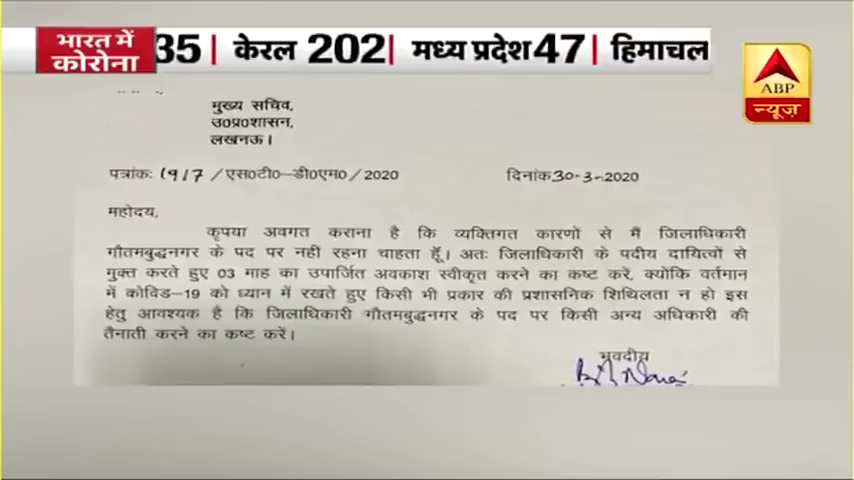 भारत में
कोरोना
35 | केरल 202 | मध्य प्रदेश 47 | हिमाचल
ABP
न्यूज़
मुख्य सचिव,
उ0प्र0शासन,
लखनऊ।
पत्रांक: 1917 /एस0टी0-डी0एम0/2020 दिनांक 30-3-2020
महोदय,
कृपया अवगत कराना है कि व्यक्तिगत कारणों से मैं जिलाधिकारी
गौतमबुद्धनगर के पद पर नहीं रहना चाहता हूँ। अतः जिलाधिकारी के पदीय दायित्वों से
मुक्त करते हुए 03 माह का उपार्जित अवकाश स्वीकृत करने का कष्ट करें, क्योंकि वर्तमान
में कोविड-19 को ध्यान में रखते हुए किसी भी प्रकार की प्रशासनिक शिथिलता न हो इस
हेतु आवश्यक है कि जिलाधिकारी गौतमबुद्धनगर के पद पर किसी अन्य अधिकारी की
तैनाती करने का कष्ट करें।
भवदीय